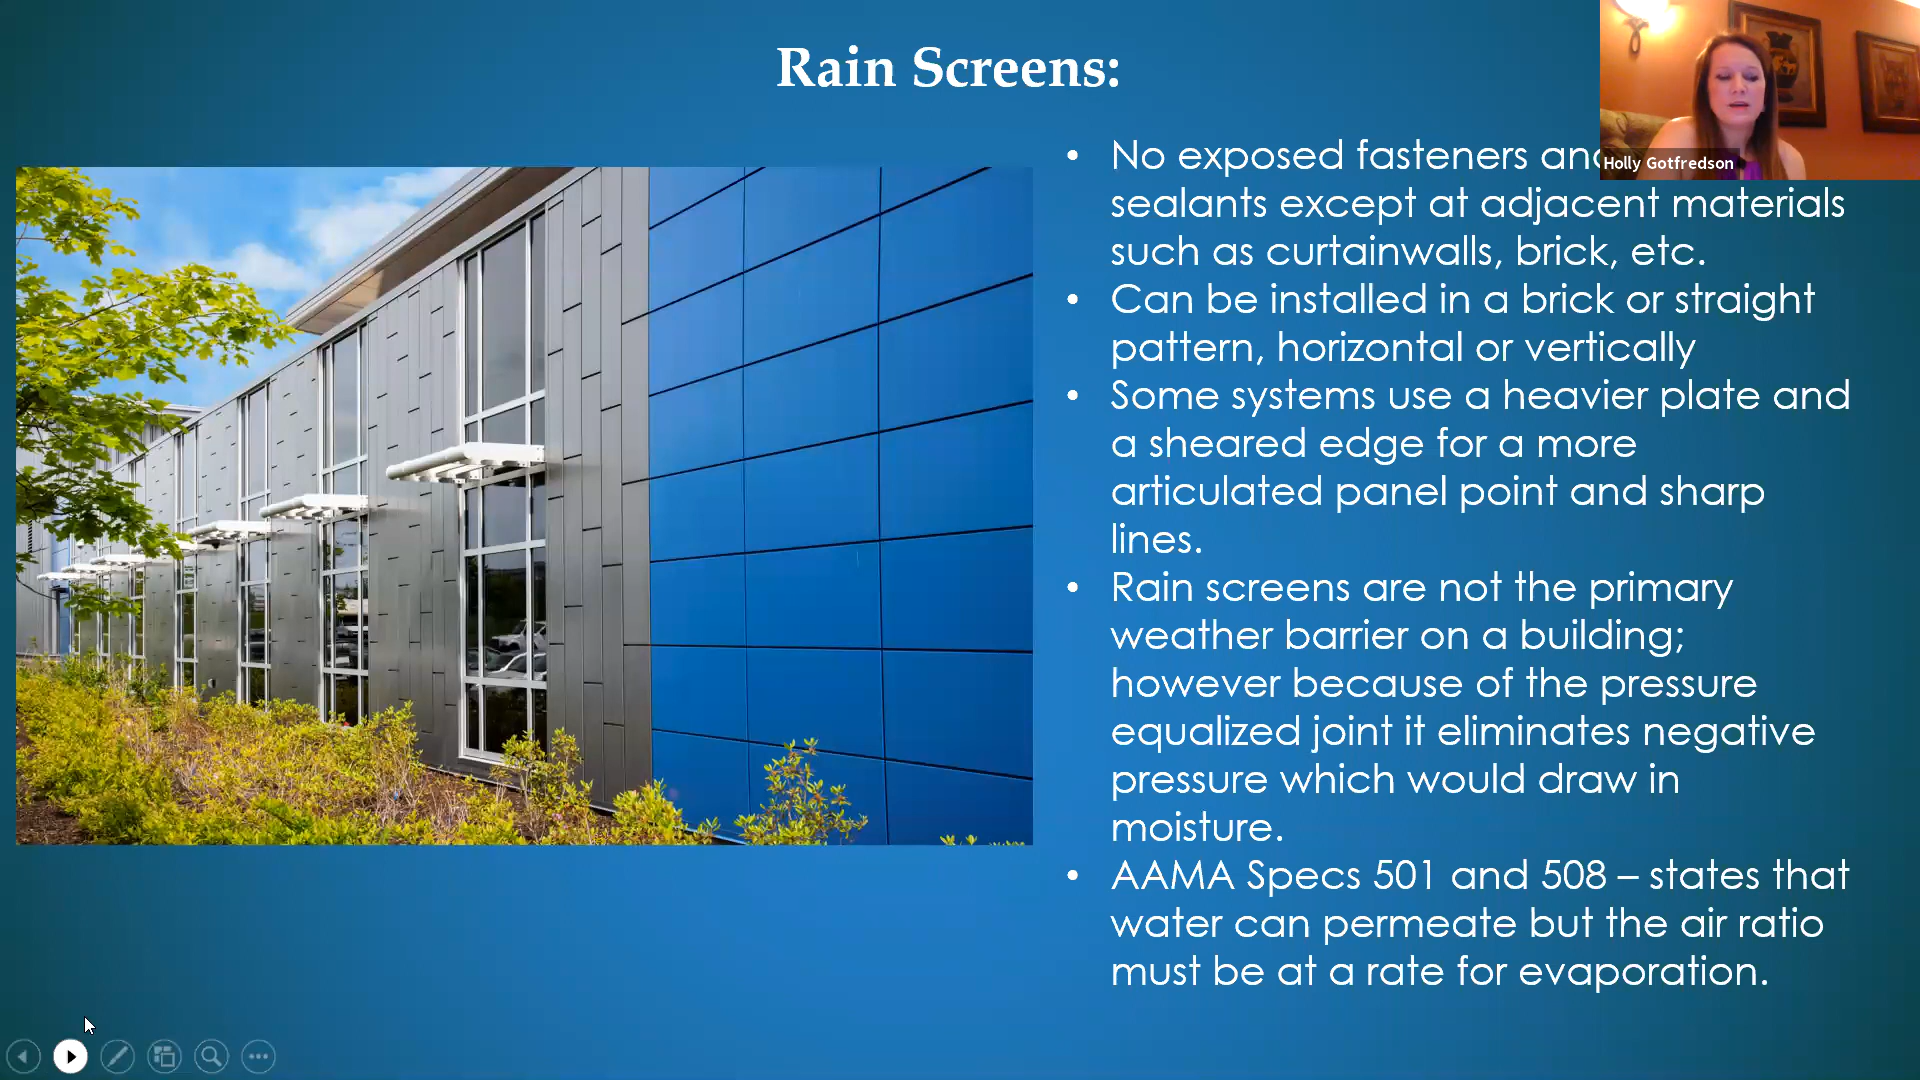 Rain Screens:
Holly Gotfredson
• No exposed fasteners and
sealants except at adjacent materials
such as curtainwalls, brick, etc.
• Can be installed in a brick or straight
pattern, horizontal or vertically
• Some systems use a heavier plate and
a sheared edge for a more
articulated panel point and sharp
lines.
• Rain screens are not the primary
weather barrier on a building;
however because of the pressure
equalized joint it eliminates negative
pressure which would draw in
moisture.
• AAMA Specs 501 and 508 – states that
water can permeate but the air ratio
must be at a rate for evaporation.